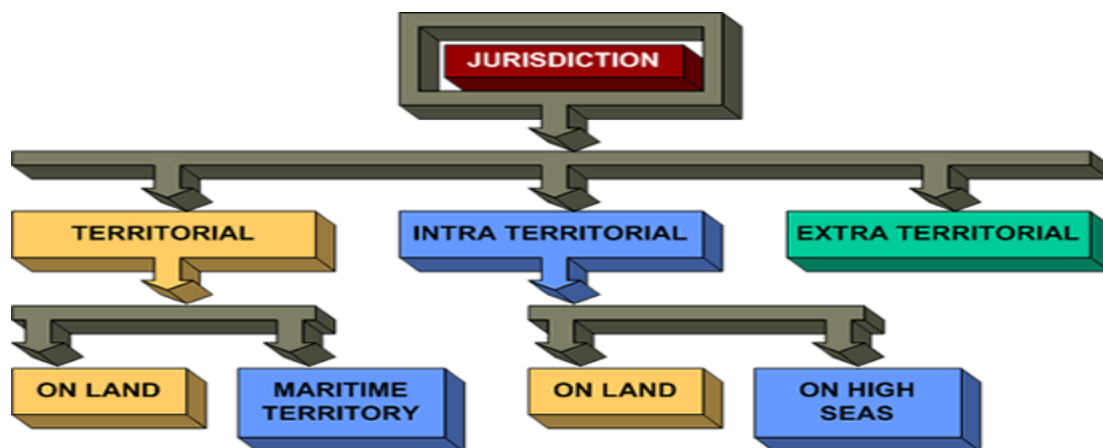 JURISDICTION
TERRITORIAL
INTRA TERRITORIAL
EXTRA TERRITORIAL
ON LAND
MARITIME
TERRITORY
ON LAND
ON HIGH
SEAS